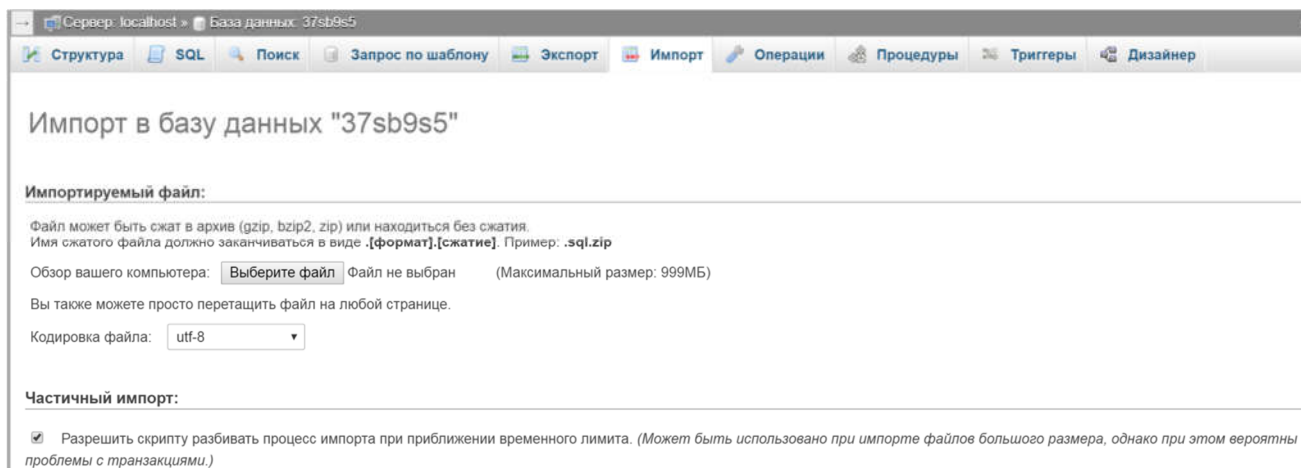 Сервер: localhost » База данных: 37sb9s5
Структура SQL Поиск Запрос по шаблону Экспорт Импорт Операции Процедуры Триггеры Дизайнер
Импорт в базу данных "37sb9s5"
Импортируемый файл:
Файл может быть сжат в архив (gzip, bzip2, zip) или находиться без сжатия.
Имя сжатого файла должно заканчиваться в виде .[формат].[сжатие]. Пример: .sql.zip
Обзор вашего компьютера: Выберите файл Файл не выбран (Максимальный размер: 999МБ)
Вы также можете просто перетащить файл на любой странице.
Кодировка файла: utf-8
Частичный импорт:
Разрешить скрипту разбивать процесс импорта при приближении временного лимита. (Может быть использовано при импорте файлов большого размера, однако при этом вероятны
проблемы с транзакциями.)